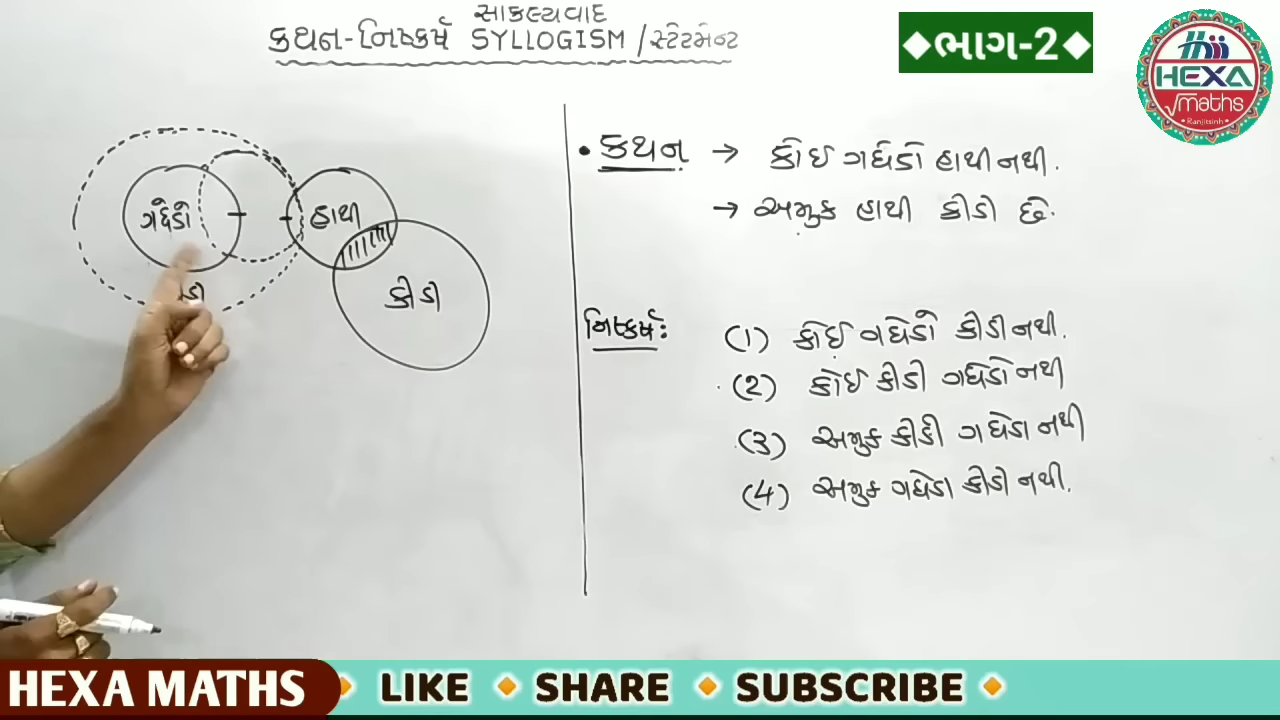 સાકલ્યવાદ
કથન-નિષ્કર્ષ SYLLOGISM /સ્ટેટમેન્ટ
◆ભાગ-2◆
HEXA
maths
Ranjitsinh
ગધેડો
હાથી
કીડી
ડી
• કથન → કોઈ ગધેડો હાથી નથી.
→ અમુક હાથી કીડી છે.
નિષ્કર્ષ:
(1) કોઈ ગધેડો કીડી નથી.
(2) કોઈ કીડી ગધેડો નથી
(3) અમુક કીડી ગધેડા નથી
(4) અમુક ગધેડા કીડી નથી.
HEXA MATHS LIKE SHARE SUBSCRIBE